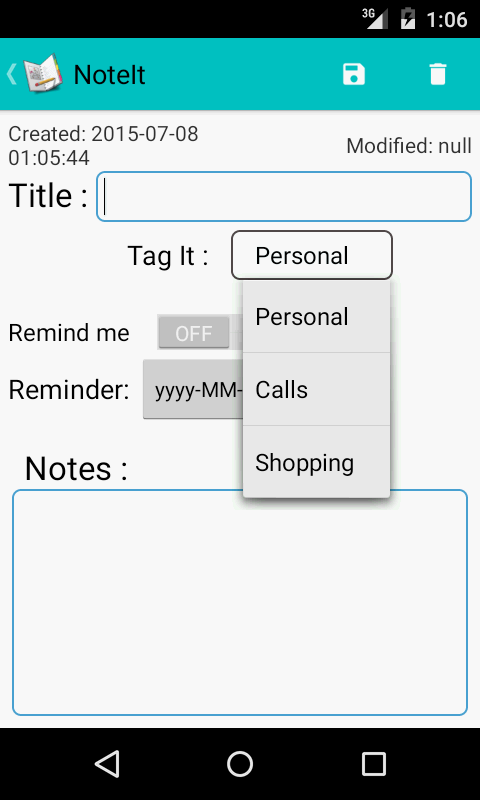 3G 1:06
NoteIt
Created: 2015-07-08
01:05:44
Modified: null
Title :
Tag It : Personal
Personal
Remind me OFF
Calls
Reminder: yyyy-MM-
Shopping
Notes :